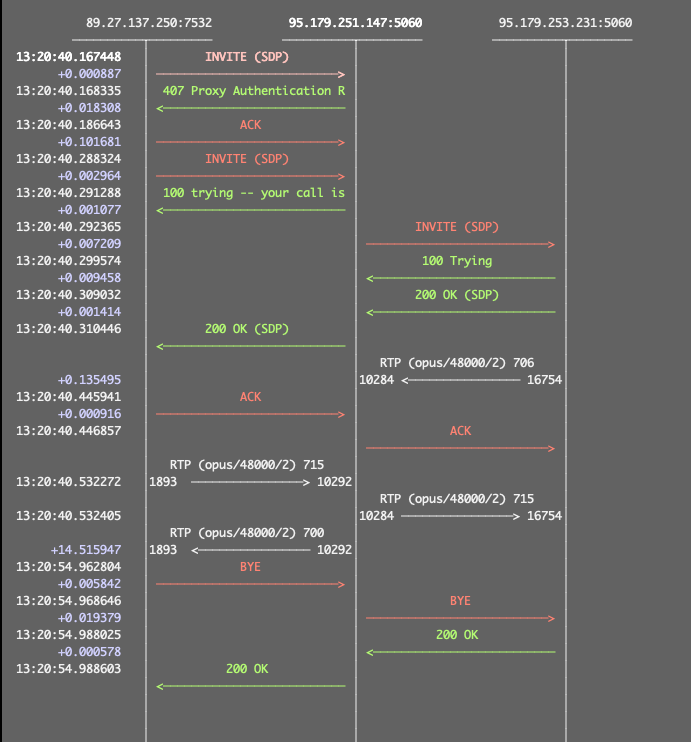 89.27.137.250:7532 95.179.251.147:5060 95.179.253.231:5060
13:20:40.167448 INVITE (SDP)
+0.000887
13:20:40.168335 407 Proxy Authentication R
+0.018308
13:20:40.186643 ACK
+0.101681
13:20:40.288324 INVITE (SDP)
+0.002964
13:20:40.291288 100 trying -- your call is
+0.001077
13:20:40.292365 INVITE (SDP)
+0.007209
13:20:40.299574 100 Trying
+0.009458
13:20:40.309032 200 OK (SDP)
+0.001414
13:20:40.310446 200 OK (SDP)
RTP (opus/48000/2) 706
+0.135495 10284 <———————— 16754
13:20:40.445941 ACK
+0.000916
13:20:40.446857 ACK
RTP (opus/48000/2) 715
13:20:40.532272 1893 ————————> 10292
RTP (opus/48000/2) 715
13:20:40.532405 10284 ————————> 16754
RTP (opus/48000/2) 700
+14.515947 1893 <———————— 10292
13:20:54.962804 BYE
+0.005842
13:20:54.968646 BYE
+0.019379
13:20:54.988025 200 OK
+0.000578
13:20:54.988603 200 OK